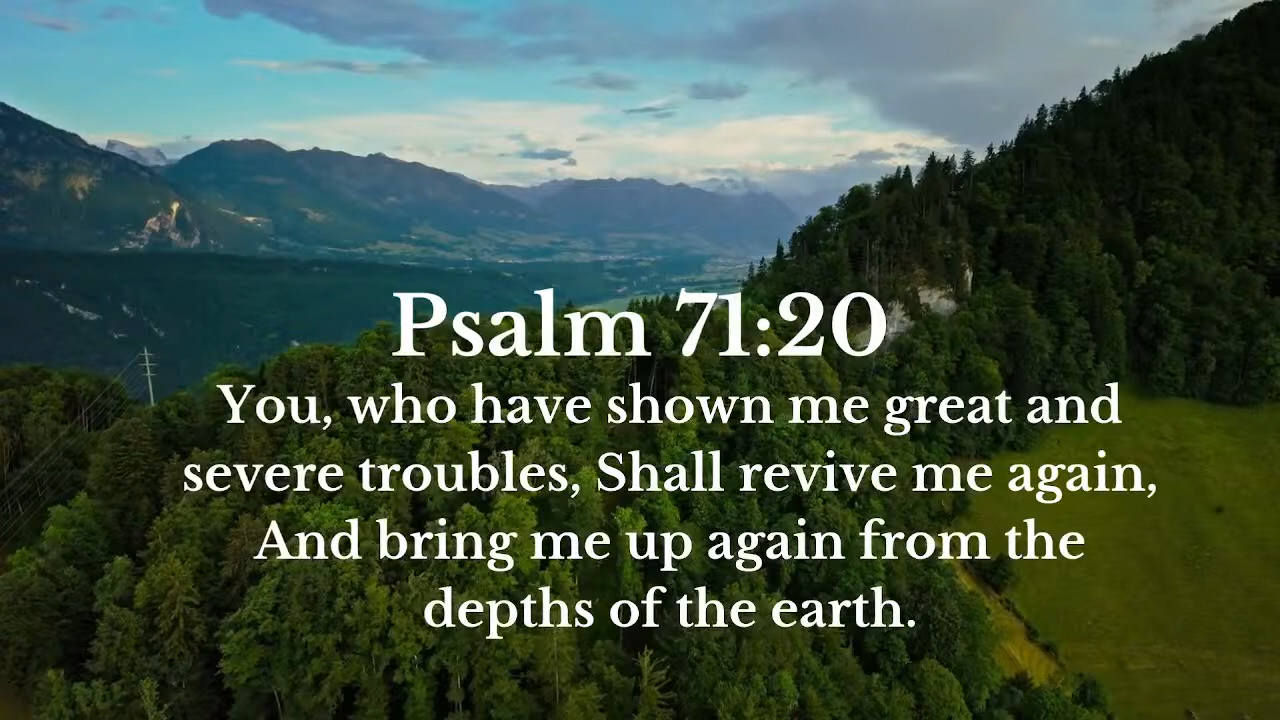 Psalm 71:20
You, who have shown me great and
severe troubles, Shall revive me again,
And bring me up again from the
depths of the earth.